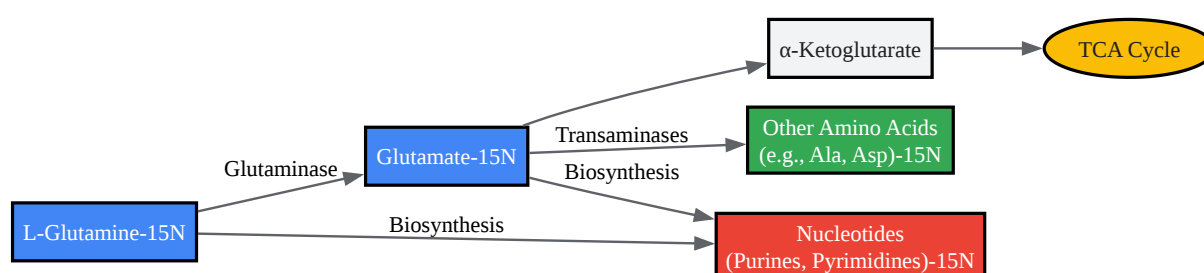 α-Ketoglutarate
TCA Cycle
Transaminases
Other Amino Acids
(e.g., Ala, Asp)-15N
Glutaminase
Glutamate-15N
Biosynthesis
L-Glutamine-15N
Biosynthesis
Nucleotides
(Purines, Pyrimidines)-15N